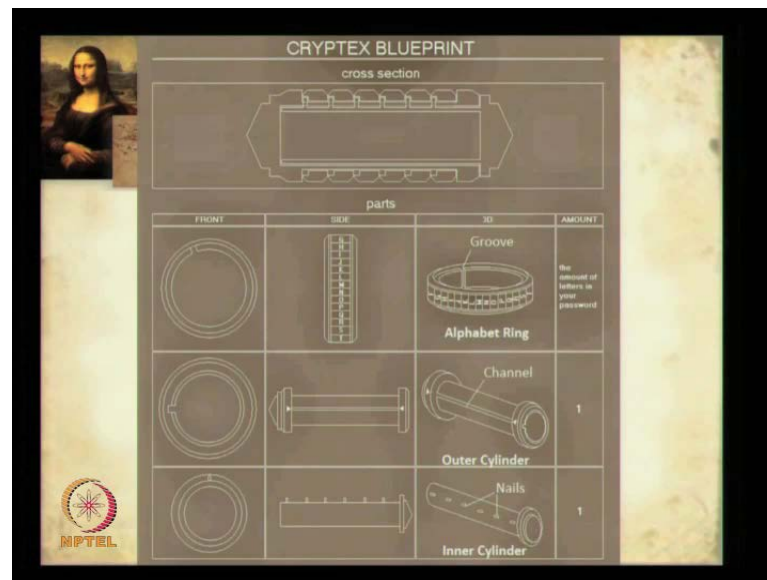 CRYPTEX BLUEPRINT
cross section
parts
FRONT SIDE 3D AMOUNT
Groove
the
amount of
letters in
your
password
Alphabet Ring
Channel
1
Outer Cylinder
Nails
1
Inner Cylinder
NPTEL